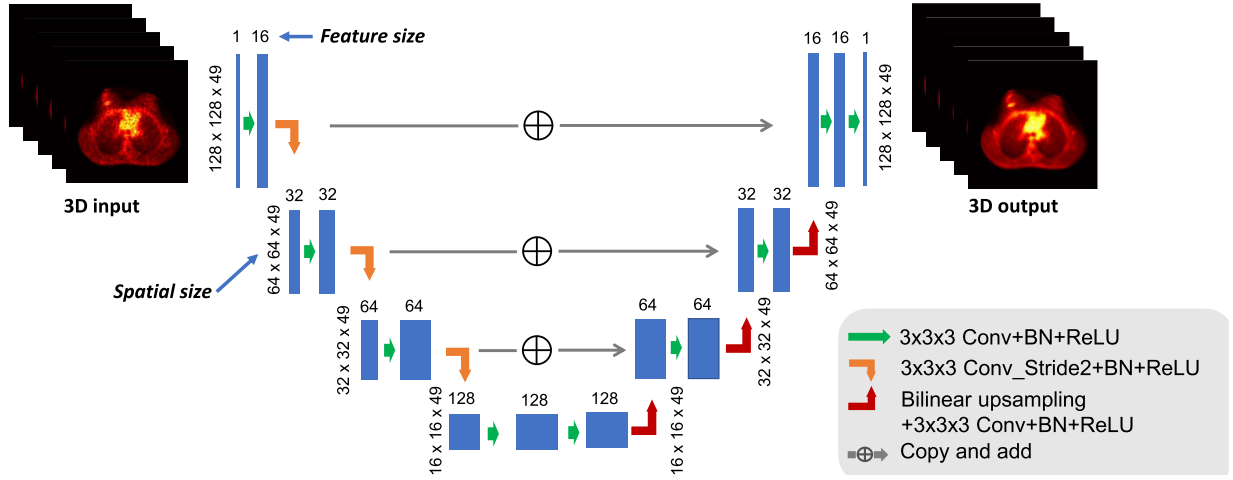 1 16
Feature size
128 x 128 x 49
3D input
16 16 1
128 x 128 x 49
3D output
32 32
64 x 64 x 49
Spatial size
32 32
64 x 64 x 49
64 64
32 x 32 x 49
64 64
32 x 32 x 49
128 128 128
16 x 16 x 49
16 x 16 x 49
3x3x3 Conv+BN+ReLU
3x3x3 Conv_Stride2+BN+ReLU
Bilinear upsampling
+3x3x3 Conv+BN+ReLU
Copy and add